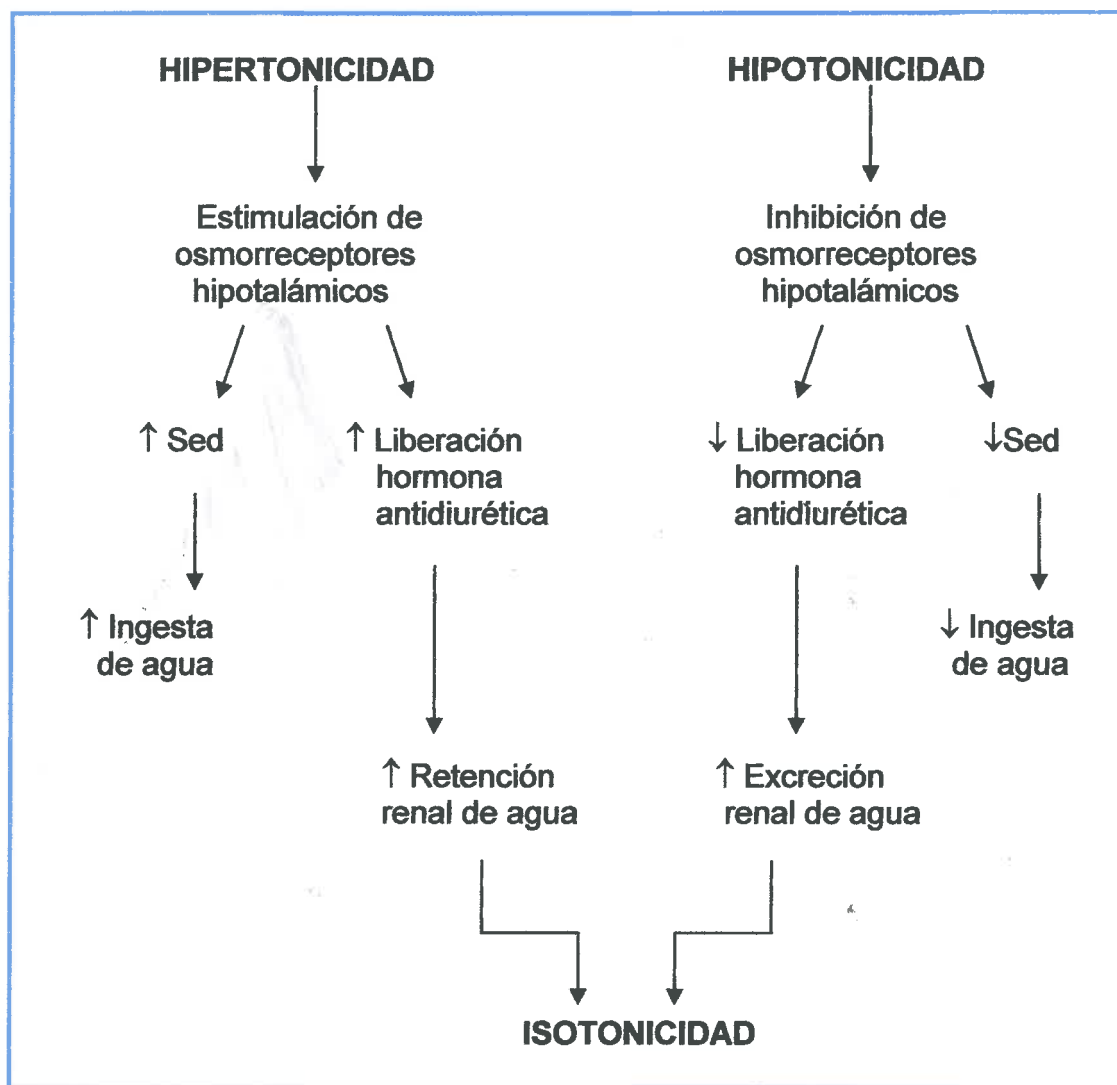 HIPERTONICIDAD
Estimulación de
osmorreceptores
hipotalámicos
↑ Sed
↑ Ingesta
de agua
↑ Liberación
hormona
antidiurética
↑ Retención
renal de agua
HIPOTONICIDAD
Inhibición de
osmorreceptores
hipotalámicos
↓ Liberación
hormona
antidiurética
↑ Excreción
renal de agua
↓Sed
↓ Ingesta
de agua
ISOTONICIDAD